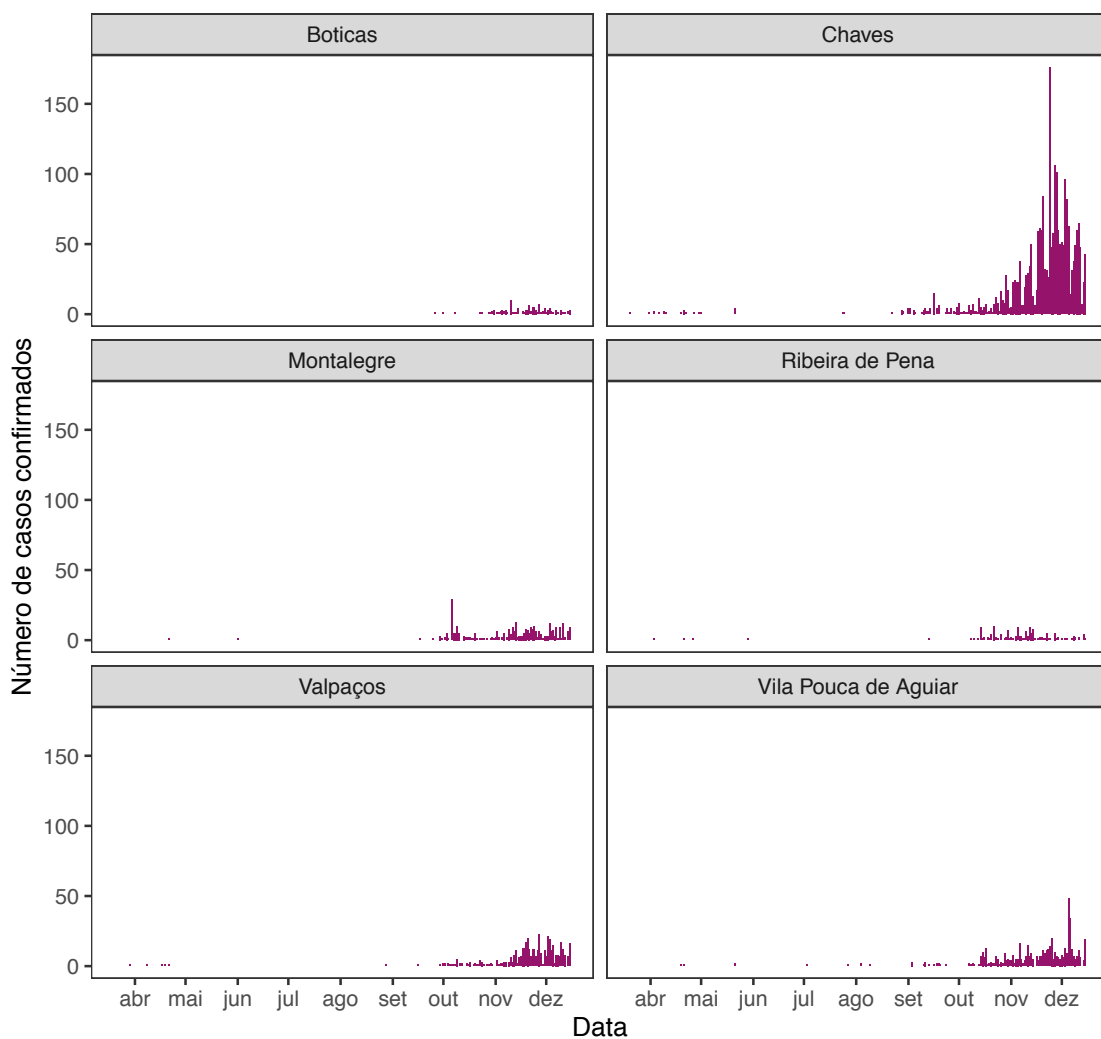 Boticas
Chaves
150
100
50
0
Montalegre
Ribeira de Pena
150
100
50
0
Valpaços
Vila Pouca de Aguiar
150
100
50
0
abr mai jun jul ago set out nov dez
abr mai jun jul ago set out nov dez
Data
Número de casos confirmados